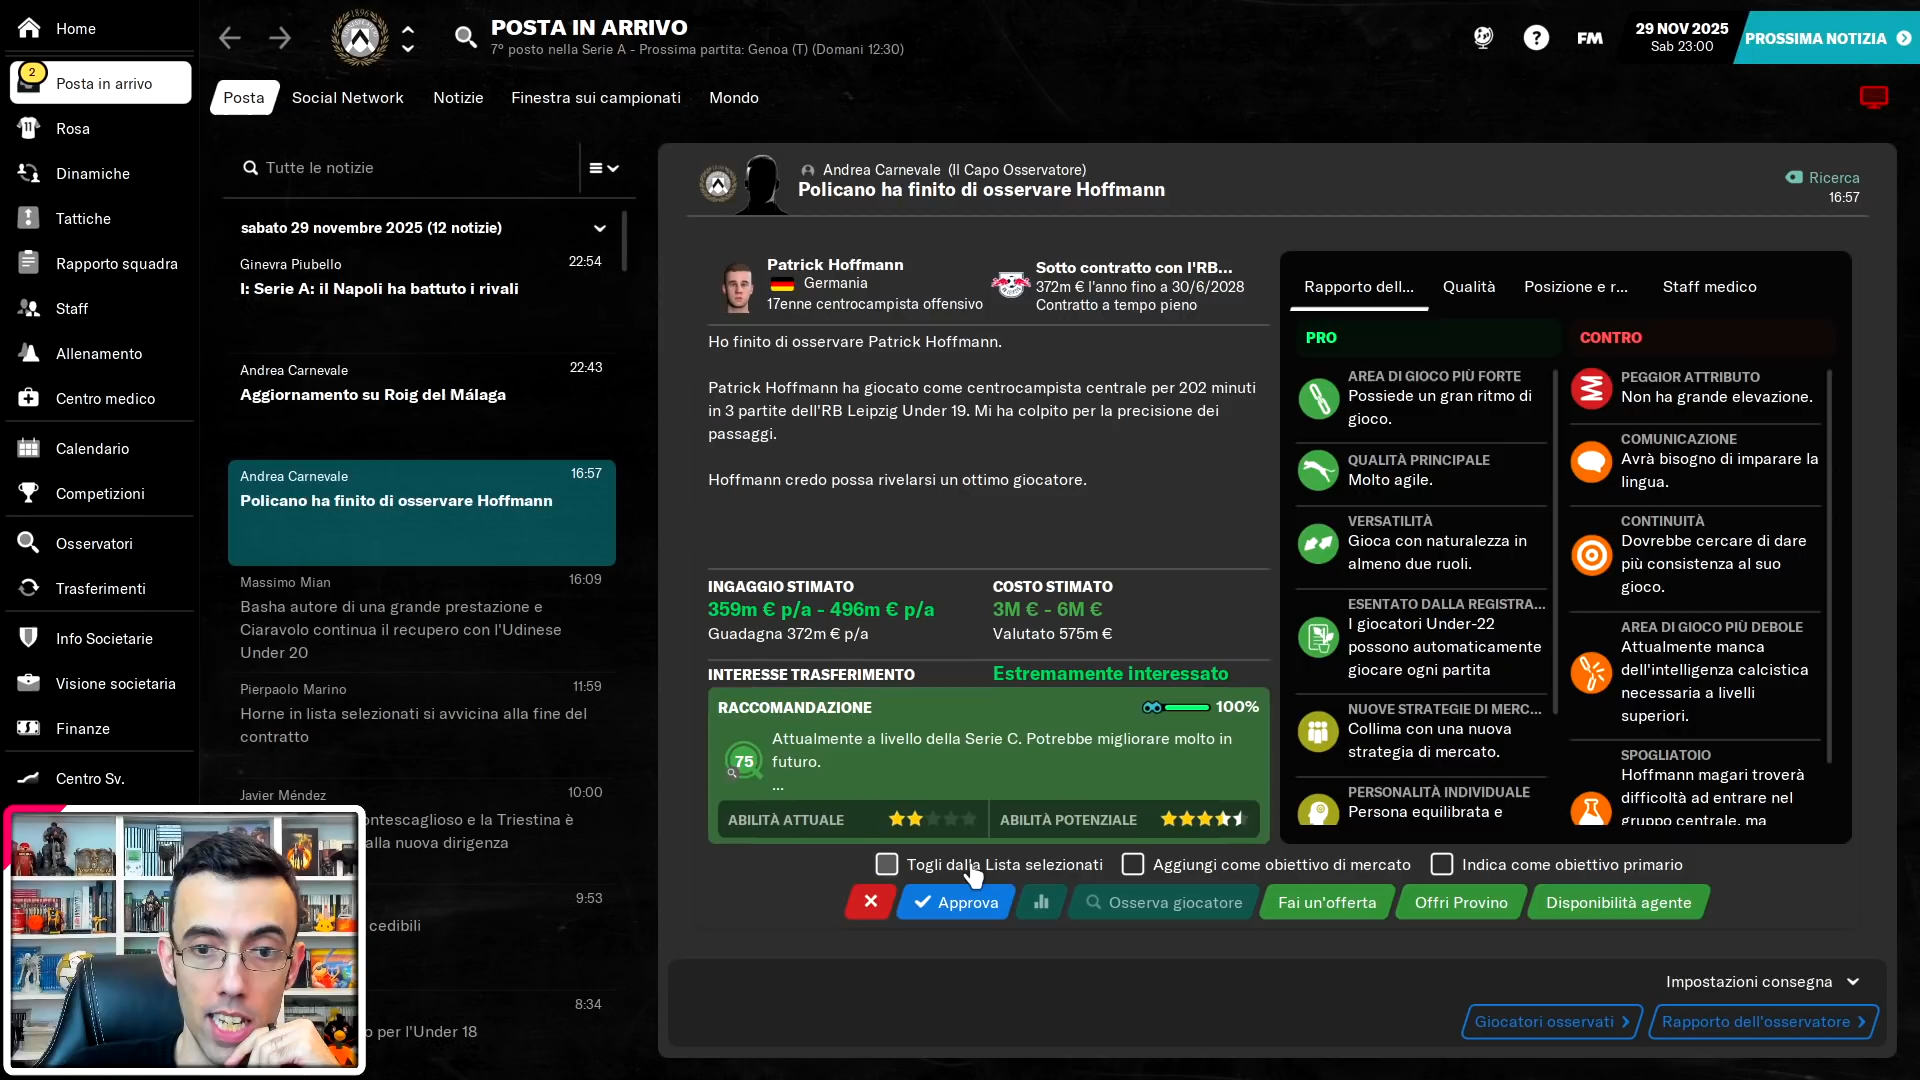 Home
2
Posta in arrivo
Rosa
Dinamiche
Tattiche
Rapporto squadra
Staff
Allenamento
Centro medico
Calendario
Competizioni
Osservatori
Trasferimenti
Info Societarie
Visione societaria
Finanze
Centro Sv.
POSTA IN ARRIVO
7º posto nella Serie A - Prossima partita: Genoa (T) (Domani 12:30)
FM
29 NOV 2025
Sab 23:00
PROSSIMA NOTIZIA
Posta
Social Network
Notizie
Finestra sui campionati
Mondo
Tutte le notizie
sabato 29 novembre 2025 (12 notizie)
Ginevra Piubello
22:54
I: Serie A: il Napoli ha battuto i rivali
Andrea Carnevale
22:43
Aggiornamento su Roig del Málaga
Andrea Carnevale
16:57
Policano ha finito di osservare Hoffmann
Massimo Mian
16:09
Basha autore di una grande prestazione e
Ciaravolo continua il recupero con l'Udinese
Under 20
Pierpaolo Marino
11:59
Horne in lista selezionati si avvicina alla fine del
contratto
Javier Méndez
10:00
ontescaglioso e la Triestina è
alla nuova dirigenza
9:53
cedibili
8:34
o per l'Under 18
Andrea Carnevale (Il Capo Osservatore)
Policano ha finito di osservare Hoffmann
Ricerca
16:57
Patrick Hoffmann
Germania
17enne centrocampista offensivo
Sotto contratto con l'RB...
372m € l'anno fino a 30/6/2028
Contratto a tempo pieno
Ho finito di osservare Patrick Hoffmann.
Patrick Hoffmann ha giocato come centrocampista centrale per 202 minuti
in 3 partite dell'RB Leipzig Under 19. Mi ha colpito per la precisione dei
passaggi.
Hoffmann credo possa rivelarsi un ottimo giocatore.
INGAGGIO STIMATO
359m € p/a - 496m € p/a
Guadagna 372m € p/a
COSTO STIMATO
3M € - 6M €
Valutato 575m €
INTERESSE TRASFERIMENTO
Estremamente interessato
RACCOMANDAZIONE
100%
75
Attualmente a livello della Serie C. Potrebbe migliorare molto in
futuro.
...
ABILITÀ ATTUALE
ABILITÀ POTENZIALE
Rapporto dell...
Qualità
Posizione e r...
Staff medico
PRO
AREA DI GIOCO PIÙ FORTE
Possiede un gran ritmo di
gioco.
QUALITÀ PRINCIPALE
Molto agile.
VERSATILITÀ
Gioca con naturalezza in
almeno due ruoli.
ESENTATO DALLA REGISTRA...
I giocatori Under-22
possono automaticamente
giocare ogni partita
NUOVE STRATEGIE DI MERC...
Collima con una nuova
strategia di mercato.
PERSONALITÀ INDIVIDUALE
Persona equilibrata e
CONTRO
PEGGIOR ATTRIBUTO
Non ha grande elevazione.
COMUNICAZIONE
Avrà bisogno di imparare la
lingua.
CONTINUITÀ
Dovrebbe cercare di dare
più consistenza al suo
gioco.
AREA DI GIOCO PIÙ DEBOLE
Attualmente manca
dell'intelligenza calcistica
necessaria a livelli
superiori.
SPOGLIATOIO
Hoffmann magari troverà
difficoltà ad entrare nel
gruppo centrale, ma
Togli dalla Lista selezionati
Aggiungi come obiettivo di mercato
Indica come obiettivo primario
Approva
Osserva giocatore
Fai un'offerta
Offri Provino
Disponibilità agente
Impostazioni consegna
Giocatori osservati
Rapporto dell'osservatore